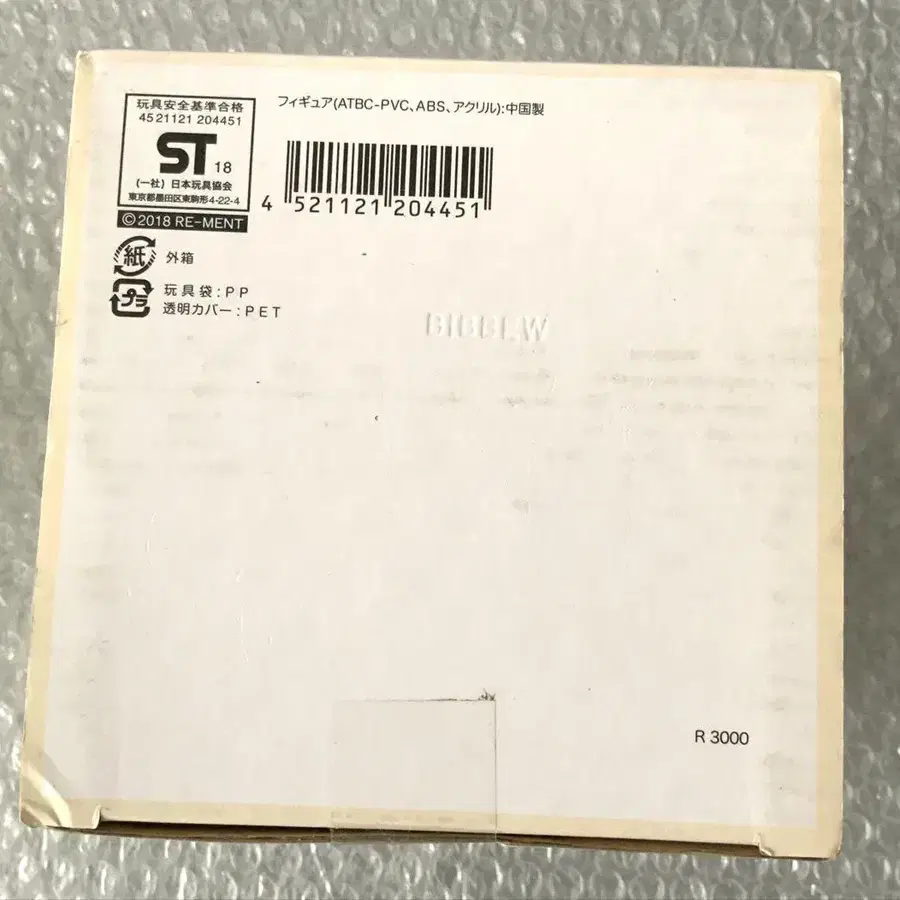 玩具安全基準合格
4521121 204451
ST 18
(一社) 日本玩具協会
東京都墨田区東駒形4-22-4
©2018 RE-MENT
フィギュア(ATBC-PVC、ABS、アクリル):中国製
4 521121 204451
紙 外箱
プラ 玩具袋:PP
透明カバー:PET
R 3000